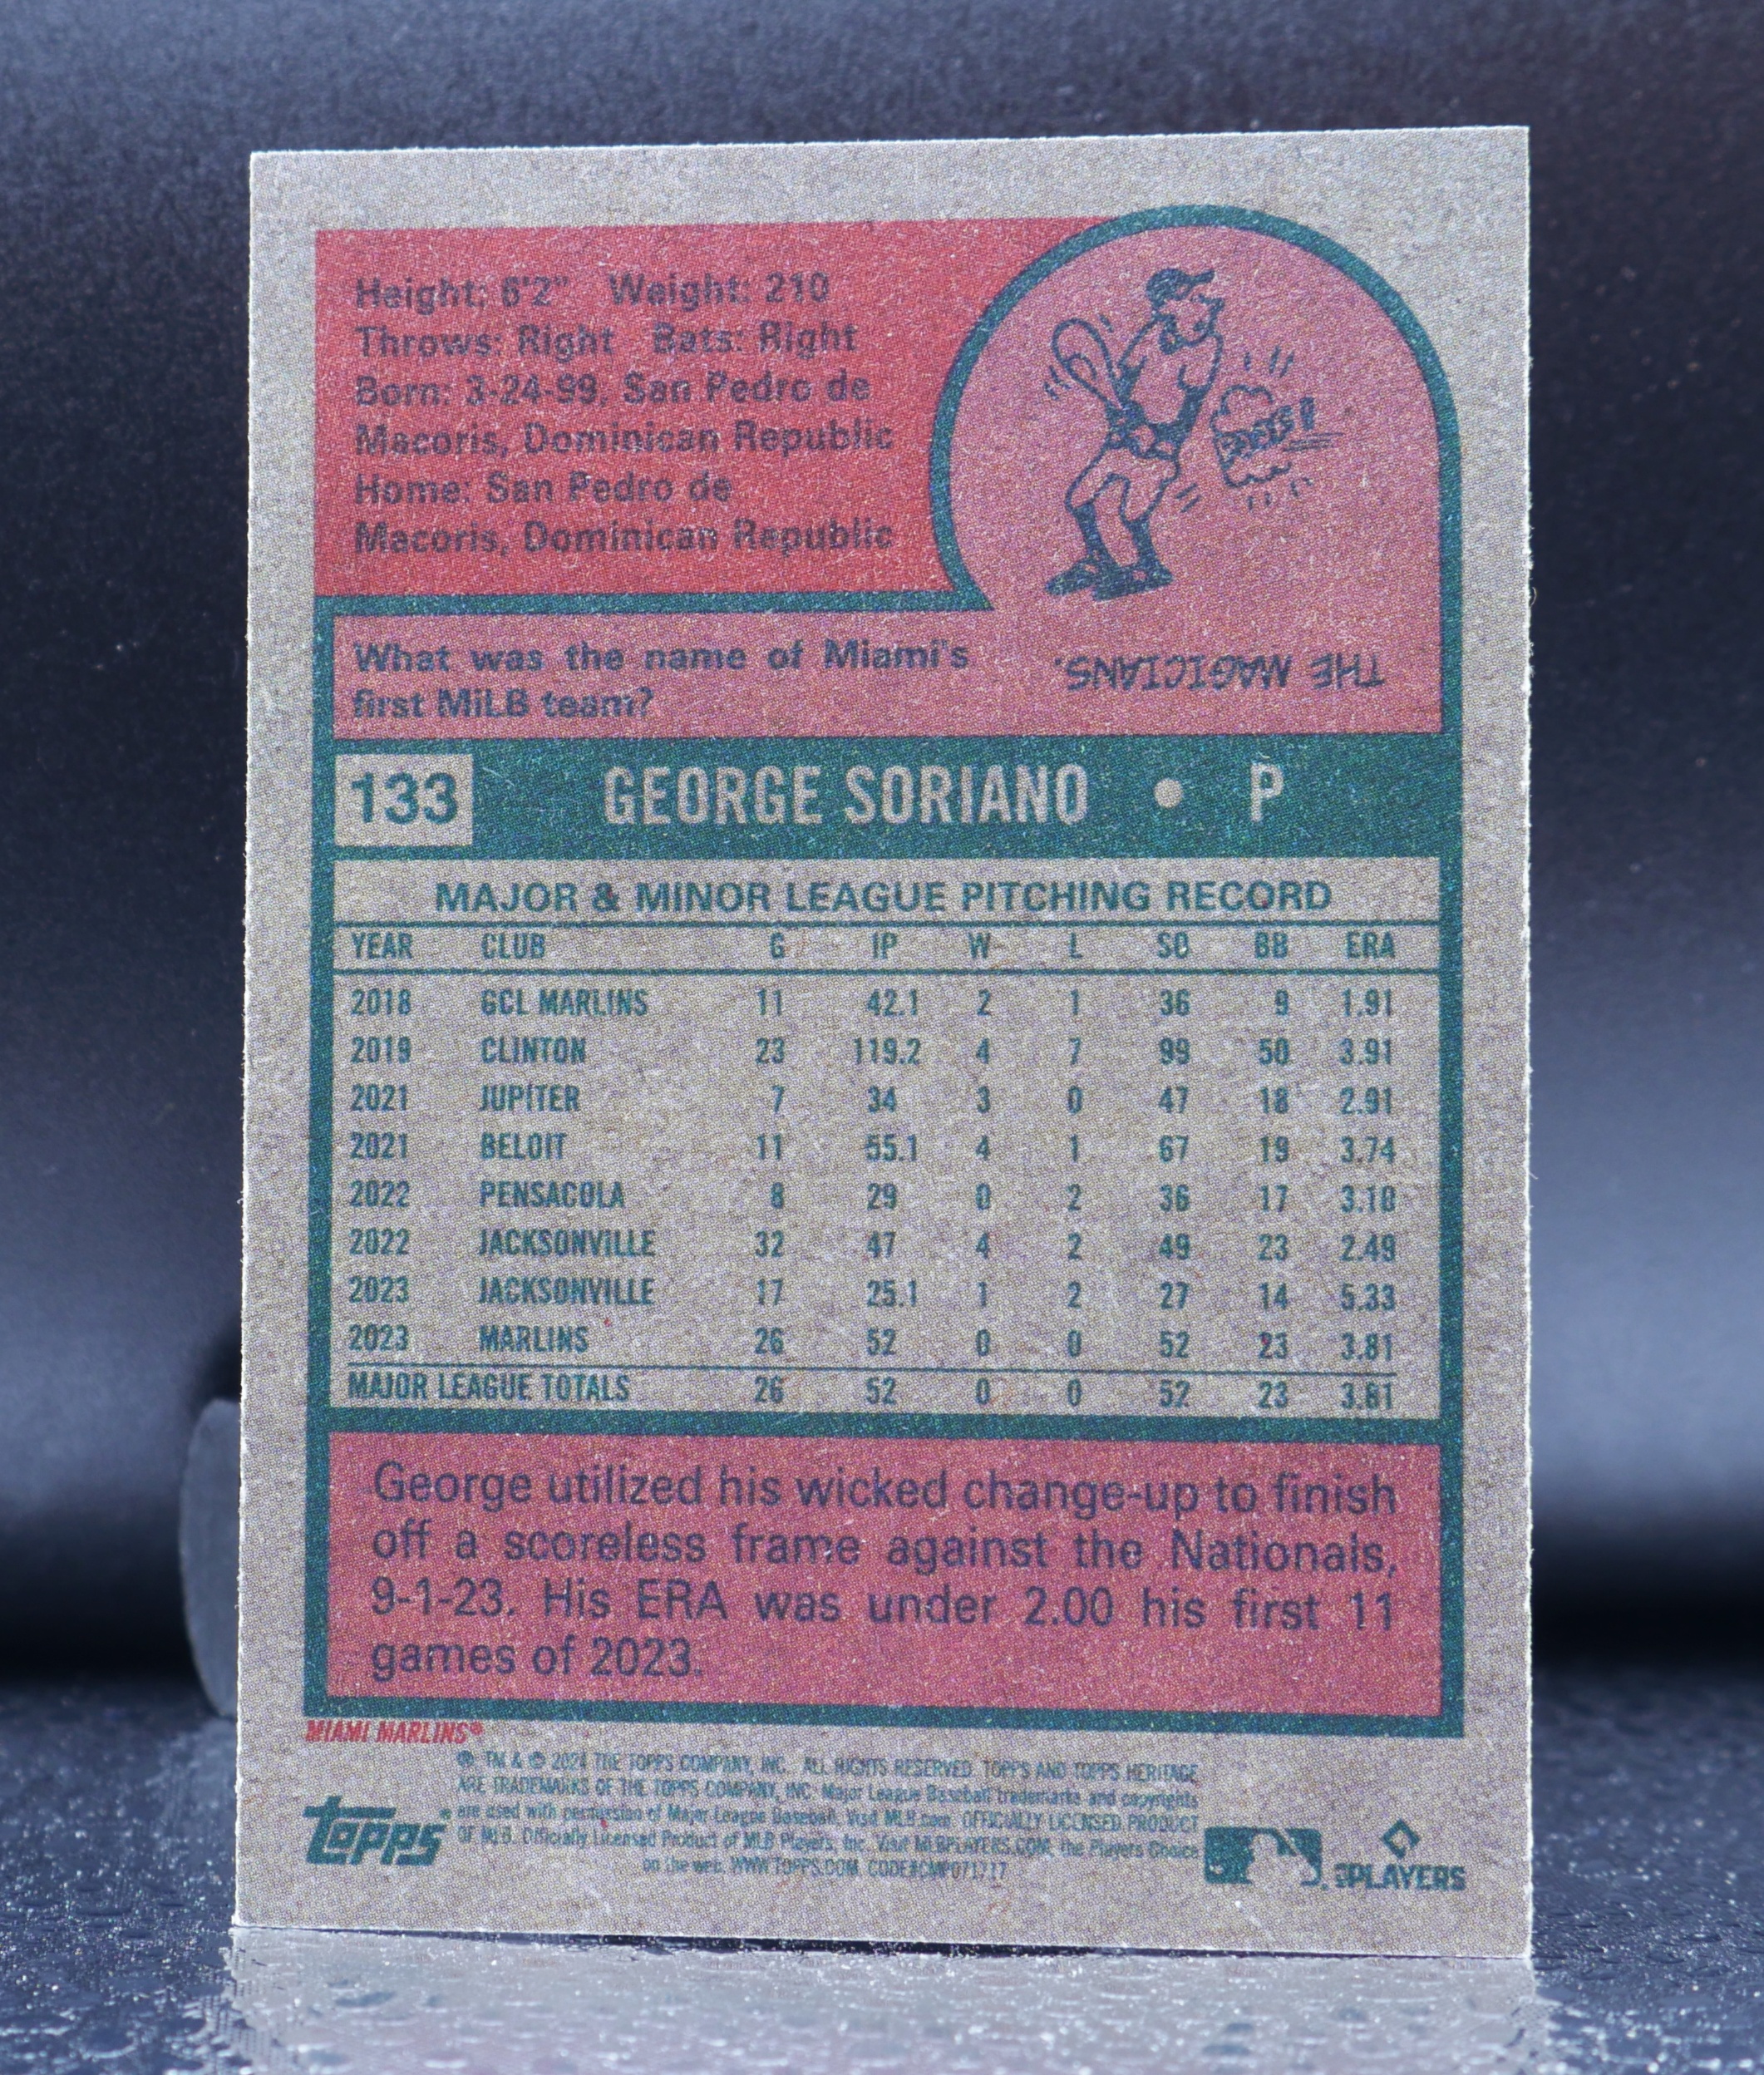 Height: 6'2" Weight: 210
Throws: Right Bats: Right
Born: 3-24-99, San Pedro de
Macoris, Dominican Republic
Home: San Pedro de
Macoris, Dominican Republic
What was the name of Miami's
first MiLB team?
THE MAGICIANS.
133 GEORGE SORIANO • P
MAJOR & MINOR LEAGUE PITCHING RECORD
YEAR CLUB G IP W L SO BB ERA
2018 GCL MARLINS 11 42.1 2 1 36 9 1.91
2019 CLINTON 23 119.2 4 7 99 50 3.91
2021 JUPITER 7 34 3 0 47 18 2.91
2021 BELOIT 11 55.1 4 1 67 19 3.74
2022 PENSACOLA 8 29 0 2 36 17 3.10
2022 JACKSONVILLE 32 47 4 2 49 23 2.49
2023 JACKSONVILLE 17 25.1 1 2 27 14 5.33
2023 MARLINS 26 52 0 0 52 23 3.81
MAJOR LEAGUE TOTALS 26 52 0 0 52 23 3.81
George utilized his wicked change-up to finish
off a scoreless frame against the Nationals,
9-1-23. His ERA was under 2.00 his first 11
games of 2023.
MIAMI MARLINS®
®, TM & © 2024 THE TOPPS COMPANY, INC. ALL RIGHTS RESERVED. TOPPS AND TOPPS HERITAGE
ARE TRADEMARKS OF THE TOPPS COMPANY, INC. Major League Baseball trademarks and copyrights
are used with permission of Major League Baseball. Visit MLB.com. OFFICIALLY LICENSED PRODUCT
OF MLB. Officially Licensed Product of MLB Players, Inc. Visit MLBPLAYERS.COM, the Players Choice
on the web. WWW.TOPPS.COM. CODE#CMP071717
topps®
PLAYERS